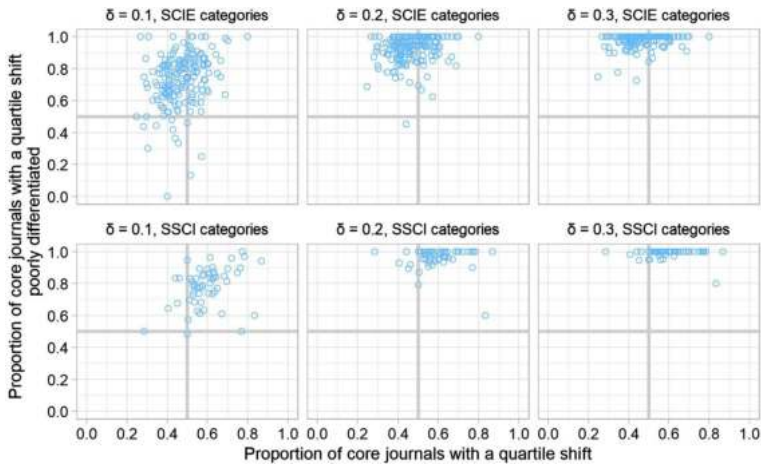 δ = 0.1, SCIE categories
δ = 0.2, SCIE categories
δ = 0.3, SCIE categories
Proportion of core journals with a quartile shift
poorly differentiated
1.0
0.8
0.6
0.4
0.2
0.0
δ = 0.1, SSCI categories
δ = 0.2, SSCI categories
δ = 0.3, SSCI categories
1.0
0.8
0.6
0.4
0.2
0.0
0.0 0.2 0.4 0.6 0.8 1.0
0.0 0.2 0.4 0.6 0.8 1.0
0.0 0.2 0.4 0.6 0.8 1.0
Proportion of core journals with a quartile shift